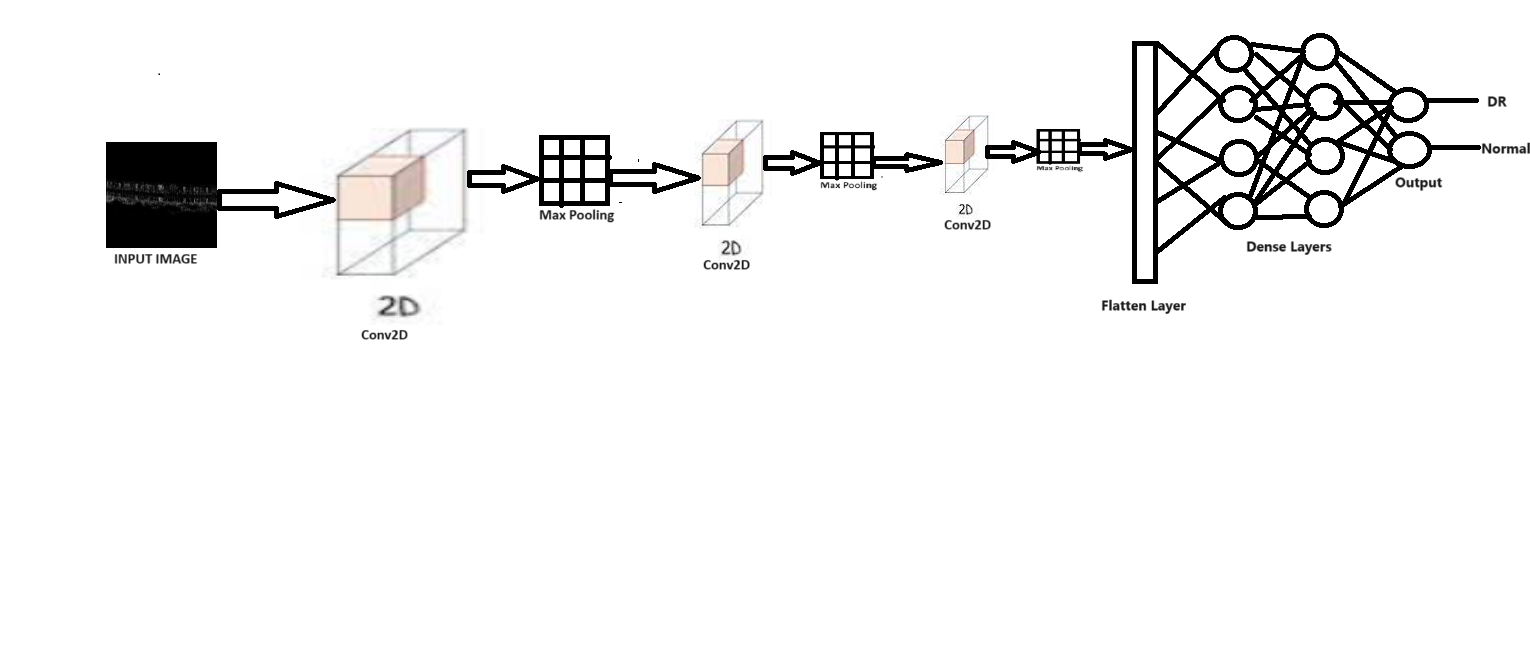 INPUT IMAGE
2D
Conv2D
Max Pooling
2D
Conv2D
Max Pooling
2D
Conv2D
Max Pooling
Flatten Layer
Dense Layers
DR
Normal
Output